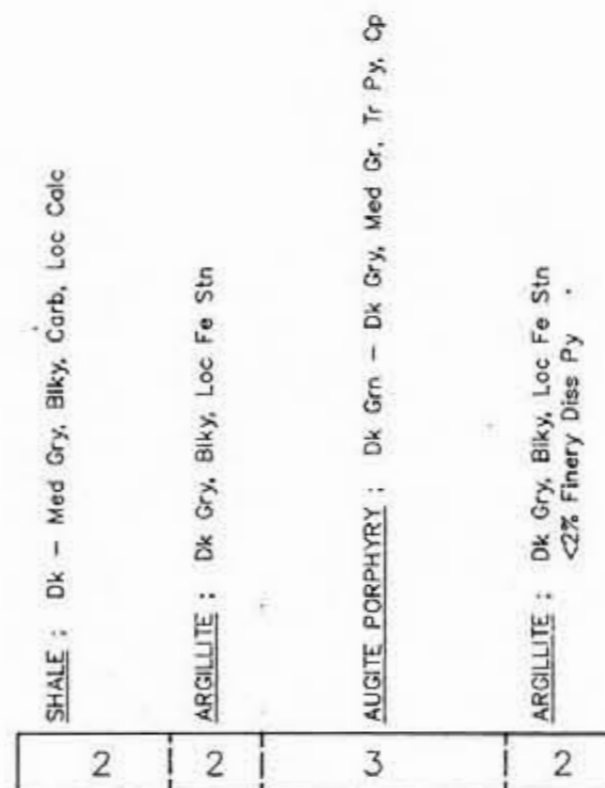 SHALE ; Dk – Med Gry, Blky, Carb, Loc Calc
ARGILLITE ; Dk Gry, Blky, Loc Fe Stn
AUGITE PORPHYRY ; Dk Grn – Dk Gry, Med Gr, Tr Py, Cp
ARGILLITE ; Dk Gry, Blky, Loc Fe Stn
<2% Finery Diss Py
2
2
3
2